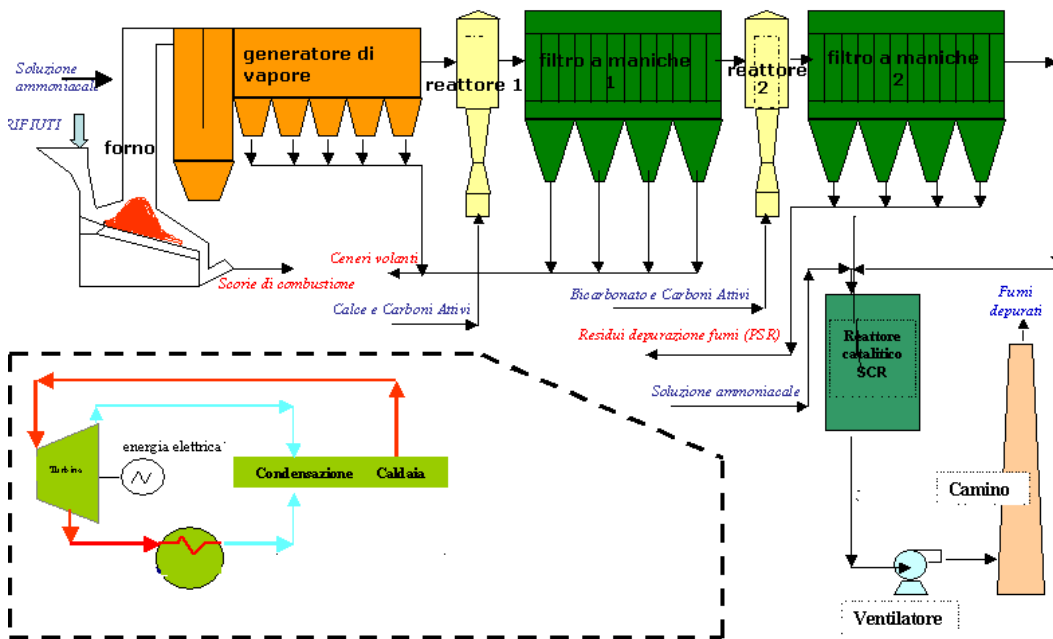 generatore di
vapore
Soluzione
ammoniacale
reattore 1
filtro a maniche
1
reattore
2
filtro a maniche
2
RIFIUTI
forno
Ceneri volanti
Scorie di combustione
Calce e Carboni Attivi
Bicarbonato e Carboni Attivi
Fumi
depurati
Residui depurazione fumi (PSR)
Reattore
catalitico
SCR
Soluzione ammoniacale
energia elettrica
Turbina
Condensazione Caldaia
Camino
Ventilatore